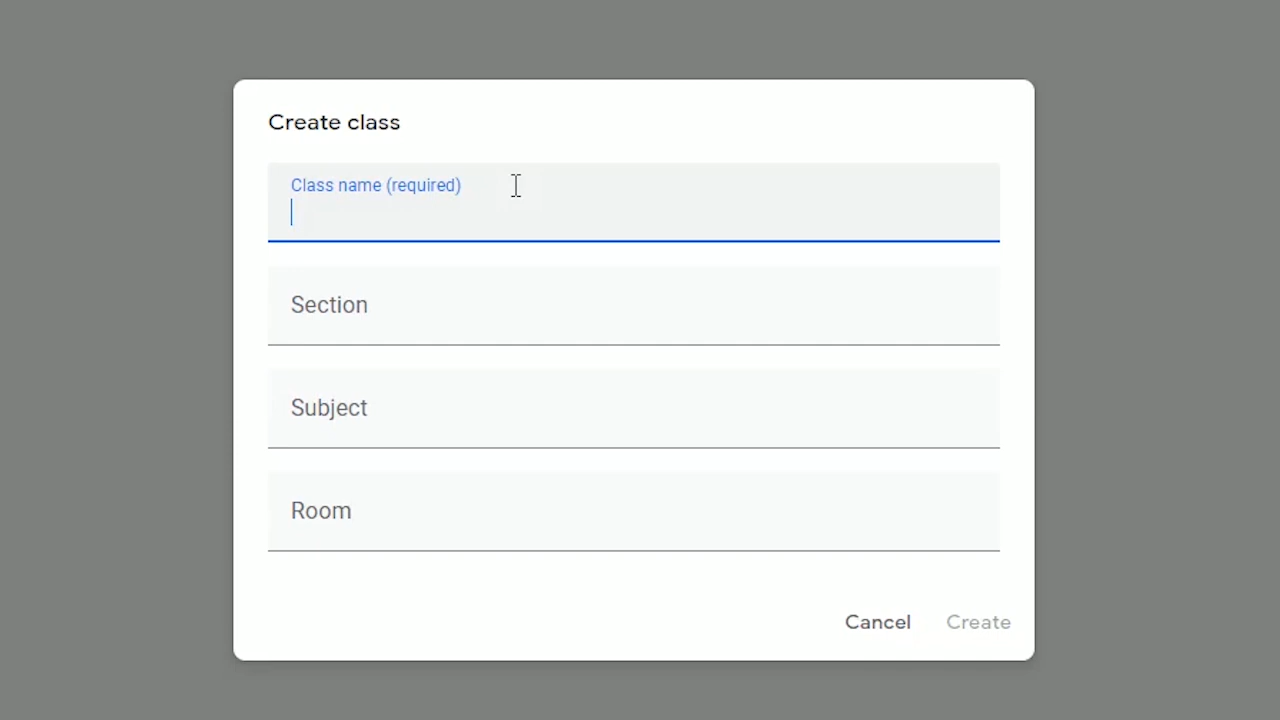 Create class
Class name (required)
Section
Subject
Room
Cancel Create